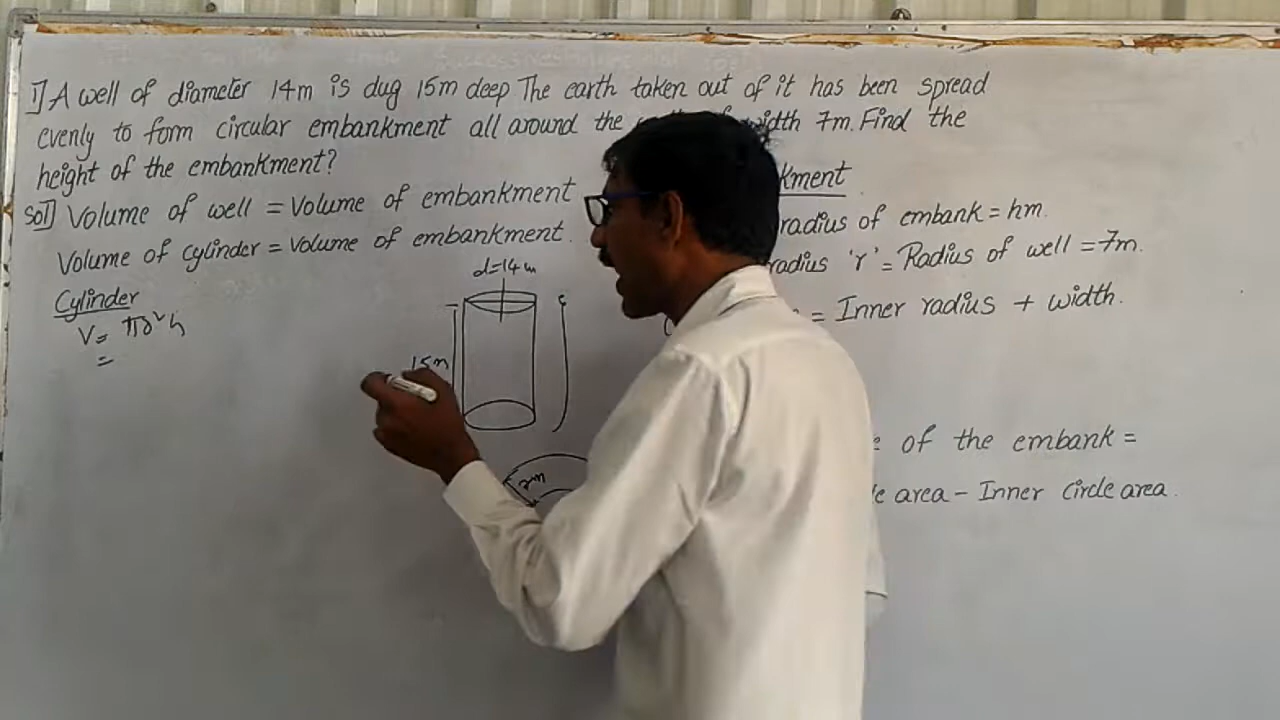 1) A well of diameter 14m is dug 15m deep The earth taken out of it has been spread
evenly to form circular embankment all around the width 7m. Find the
height of the embankment?
Sol] Volume of well = Volume of embankment
Volume of cylinder = Volume of embankment.
Cylinder
V = πr²h
=
d=14m
15m
7m
kment
radius of embank = hm.
radius 'r' = Radius of well = 7m.
= Inner radius + width.
of the embank =
area - Inner circle area.